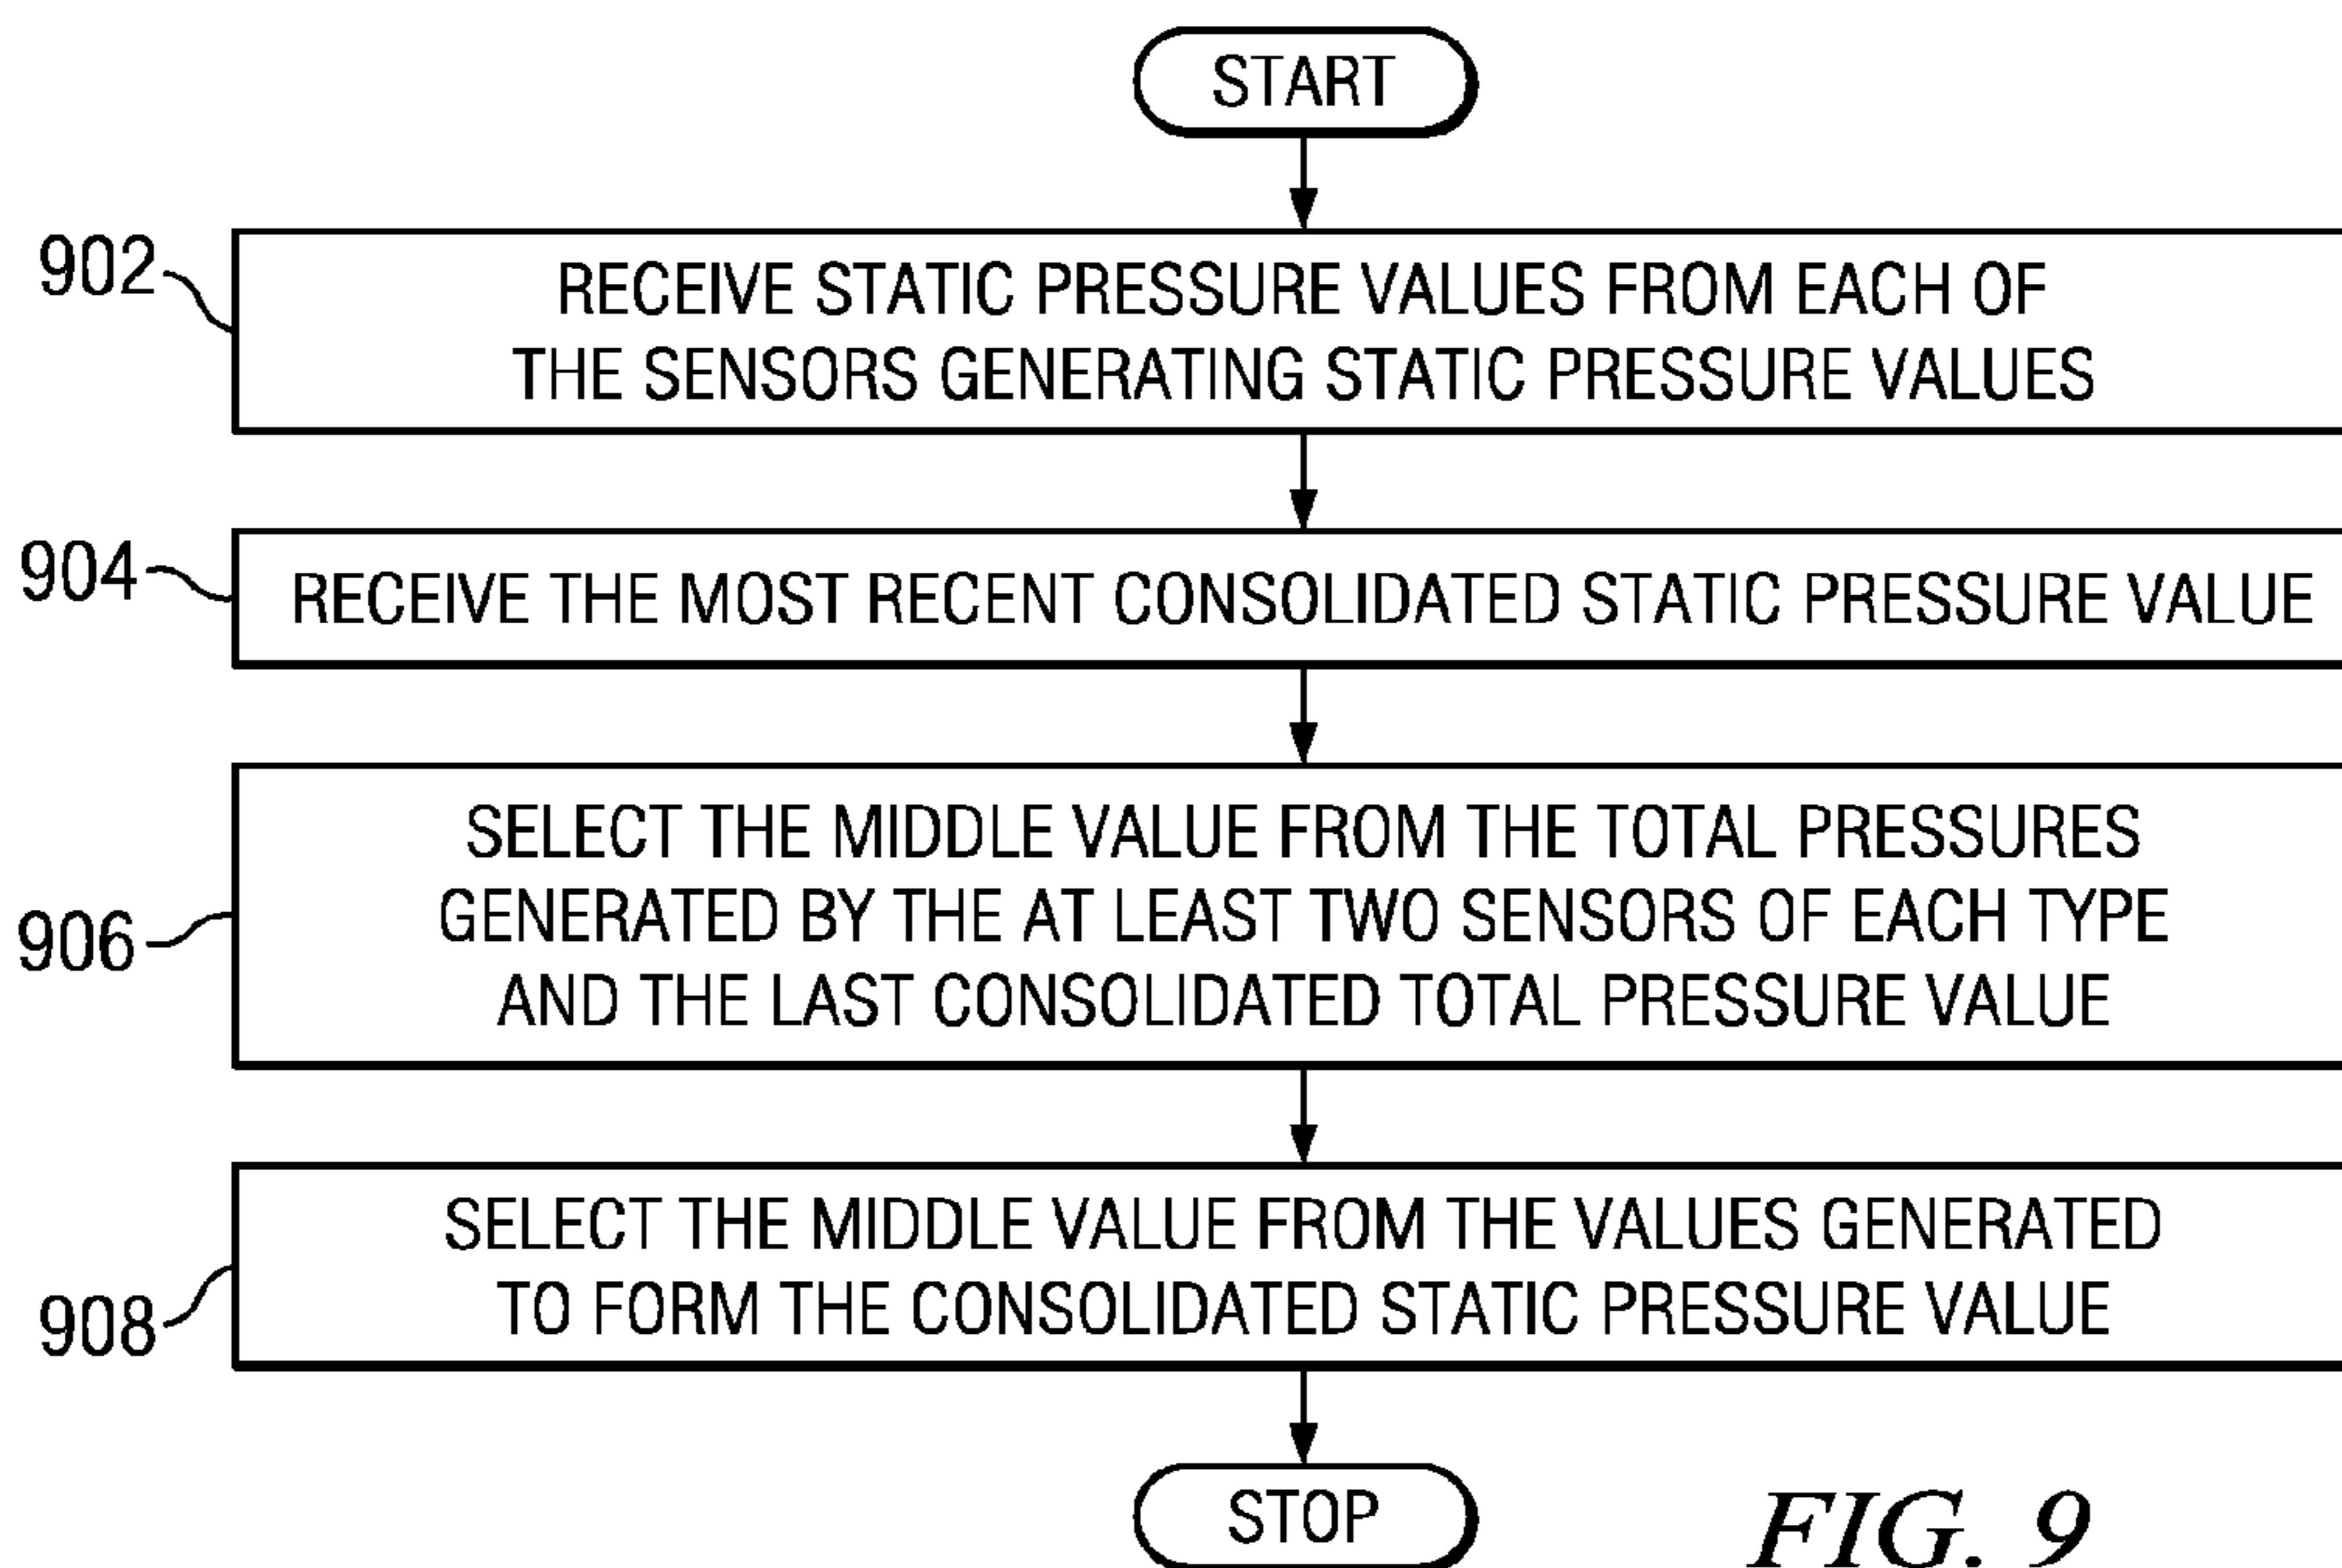 START
902
RECEIVE STATIC PRESSURE VALUES FROM EACH OF
THE SENSORS GENERATING STATIC PRESSURE VALUES
904
RECEIVE THE MOST RECENT CONSOLIDATED STATIC PRESSURE VALUE
906
SELECT THE MIDDLE VALUE FROM THE TOTAL PRESSURES
GENERATED BY THE AT LEAST TWO SENSORS OF EACH TYPE
AND THE LAST CONSOLIDATED TOTAL PRESSURE VALUE
908
SELECT THE MIDDLE VALUE FROM THE VALUES GENERATED
TO FORM THE CONSOLIDATED STATIC PRESSURE VALUE
STOP
FIG. 9